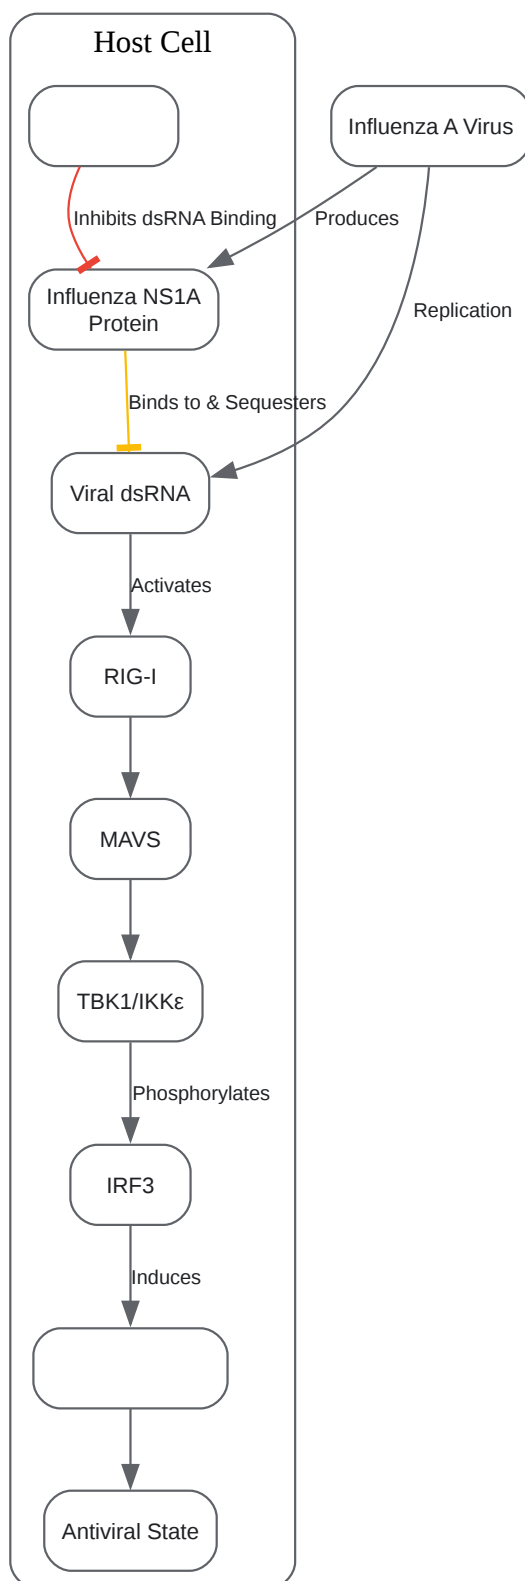 Host Cell
Influenza A Virus
Inhibits dsRNA Binding
Produces
Influenza NS1A
Protein
Replication
Binds to & Sequesters
Viral dsRNA
Activates
RIG-I
MAVS
TBK1/IKKε
Phosphorylates
IRF3
Induces
Antiviral State